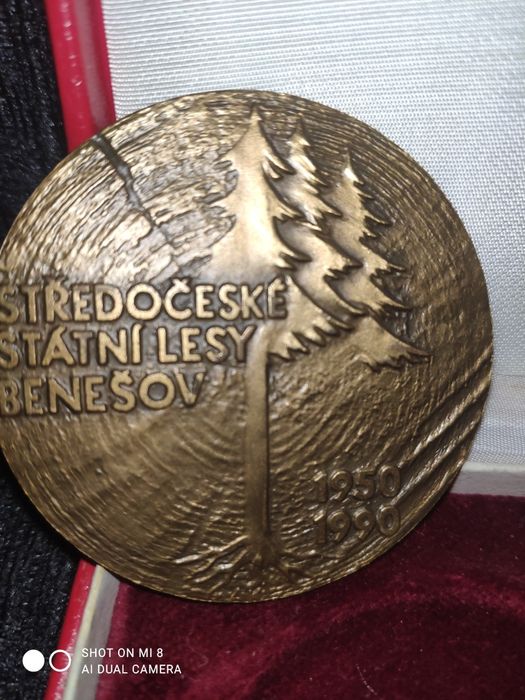 STŘEDOČESKÉ
STÁTNÍ LESY
BENEŠOV
1950
1990
SHOT ON MI 8
AI DUAL CAMERA